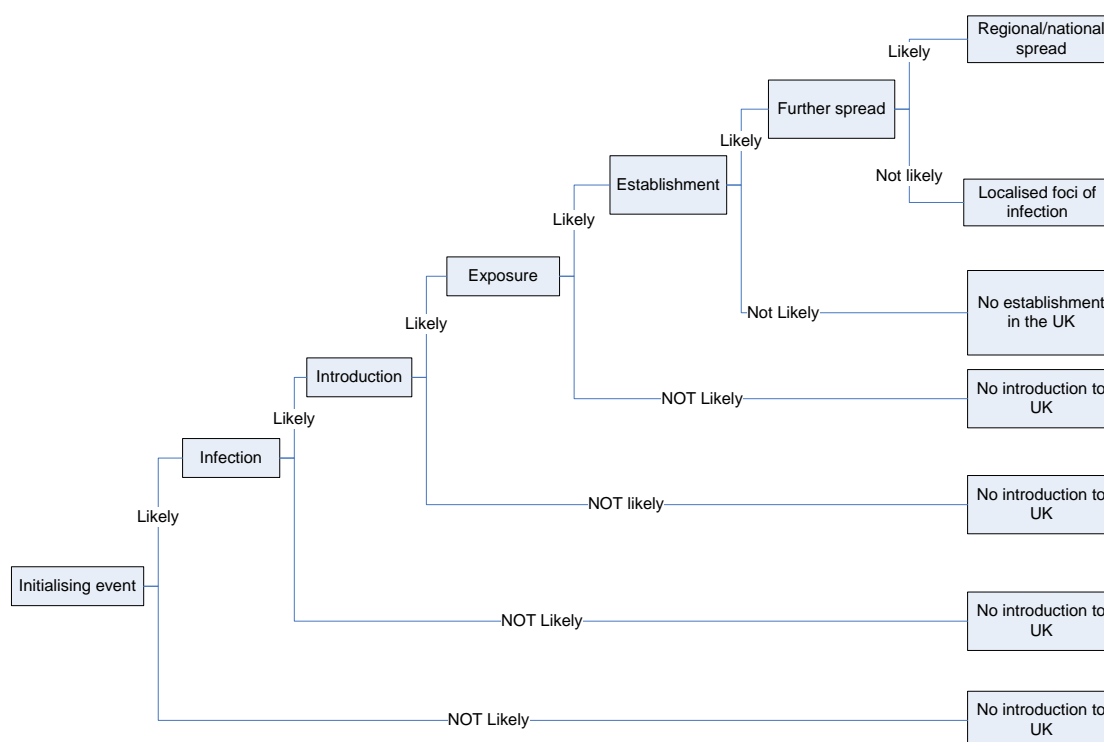 Regional/national
spread
Likely
Further spread
Likely
Not likely
Establishment
Localised foci of
infection
Likely
Exposure
No establishment
in the UK
Not Likely
Likely
Introduction
No introduction to
UK
NOT Likely
Likely
Infection
No introduction to
UK
NOT likely
Likely
Initialising event
No introduction to
UK
NOT Likely
No introduction to
UK
NOT Likely